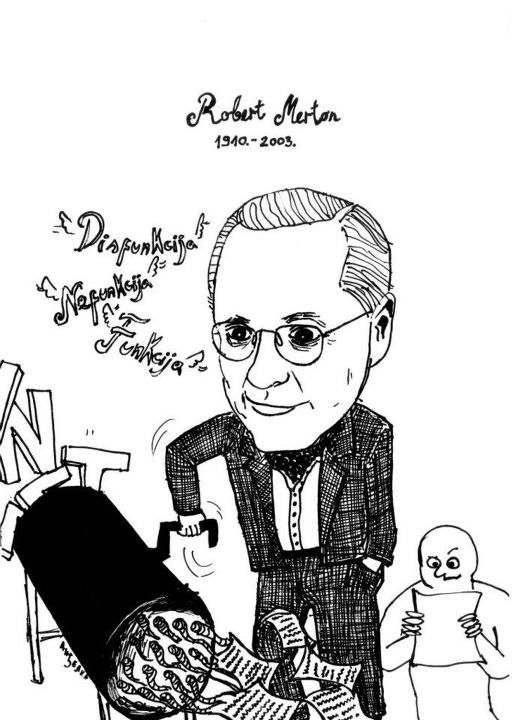 Robert Merton
1910.-2003.
Disfunkcija
Nefunkcija
Funkcija
N T